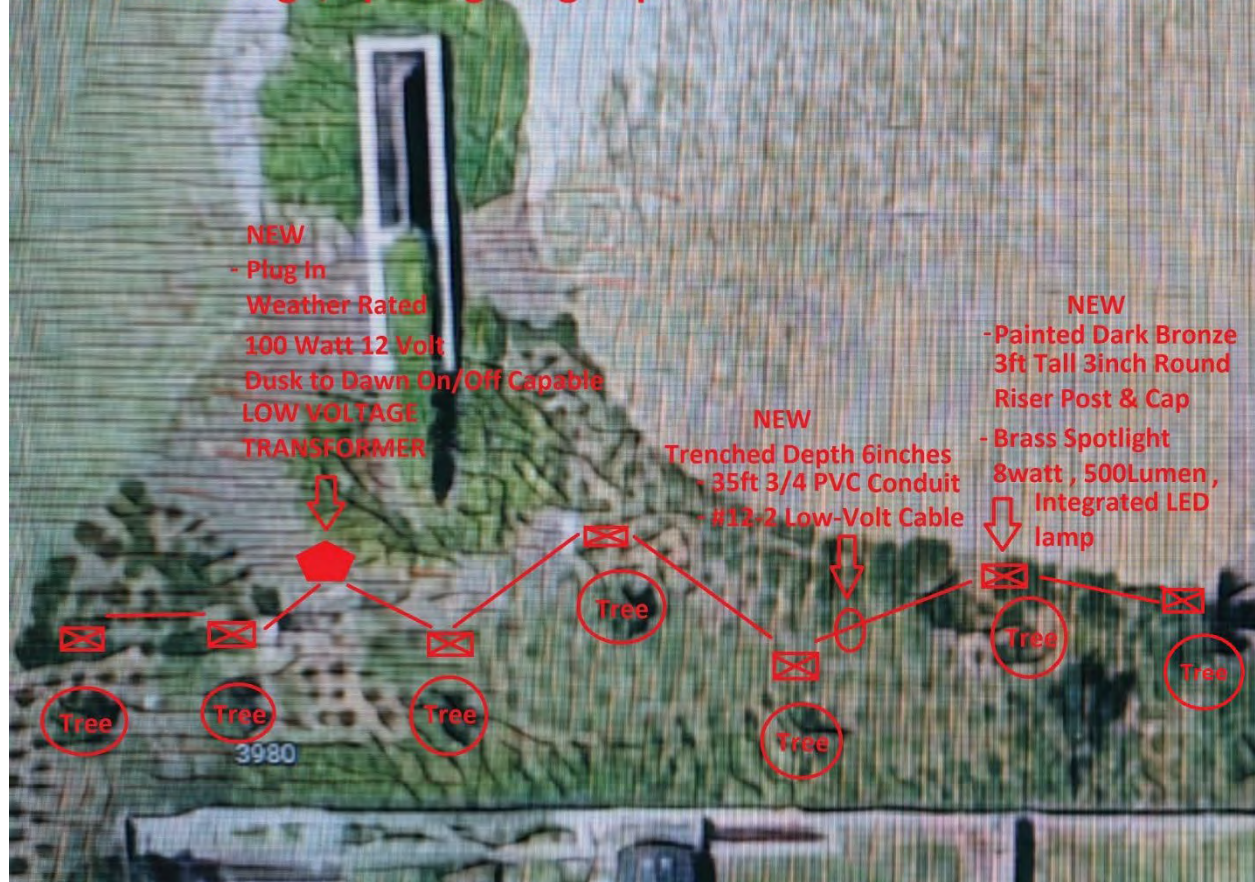 NEW
- Plug In
Weather Rated
100 Watt 12 Volt
Dusk to Dawn On/Off Capable
LOW VOLTAGE
TRANSFORMER
NEW
Trenched Depth 6inches
- 35ft 3/4 PVC Conduit
- #12-2 Low-Volt Cable
NEW
-Painted Dark Bronze
3ft Tall 3inch Round
Riser Post & Cap
- Brass Spotlight
8watt , 500Lumen ,
Integrated LED
lamp
Tree
Tree
Tree
Tree
Tree
Tree
Tree
3980